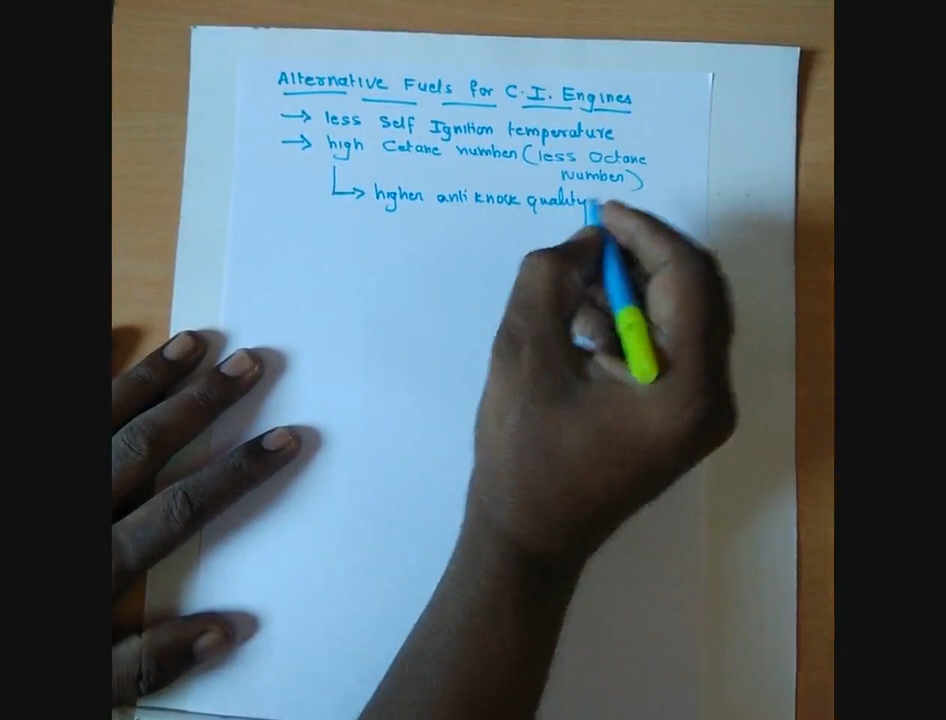 Alternative Fuels for C.I. Engines
→ less Self Ignition temperature
→ high Cetane number (less Octane
Number)
↳ higher anti knock quality